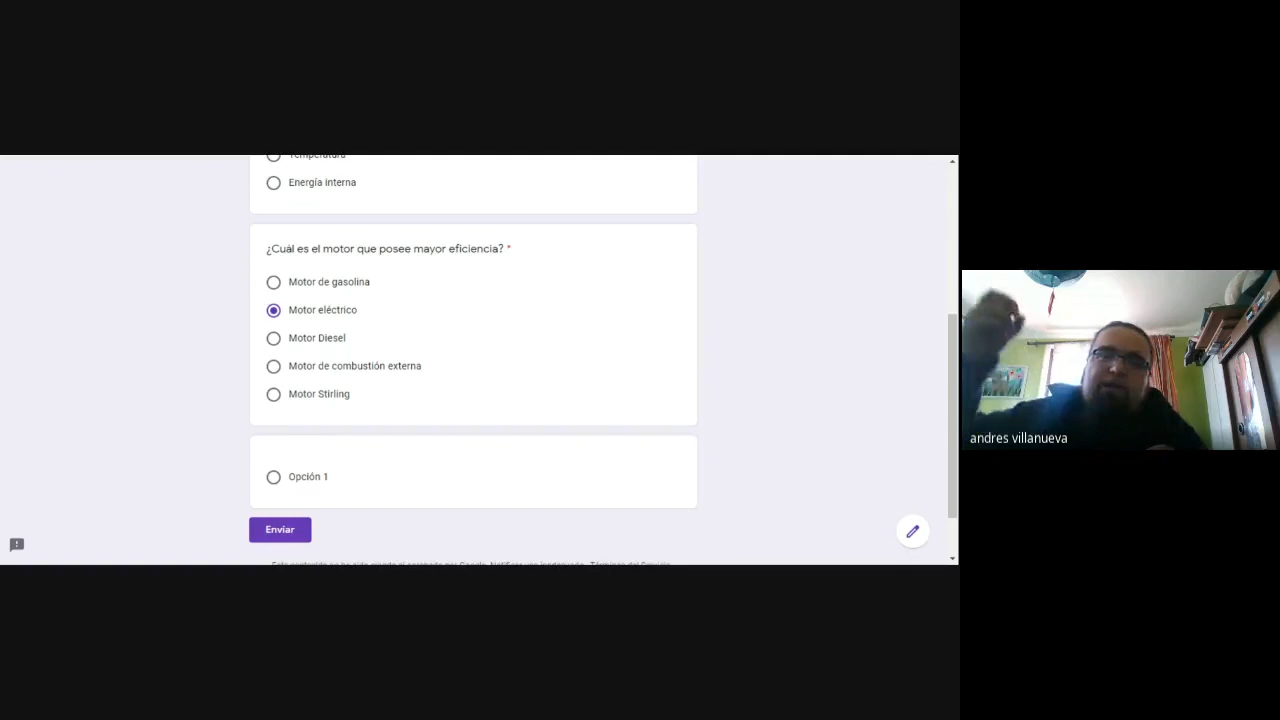 Temperatura
Energía interna
¿Cuál es el motor que posee mayor eficiencia? *
Motor de gasolina
Motor eléctrico
Motor Diesel
Motor de combustión externa
Motor Stirling
Opción 1
Enviar
andres villanueva